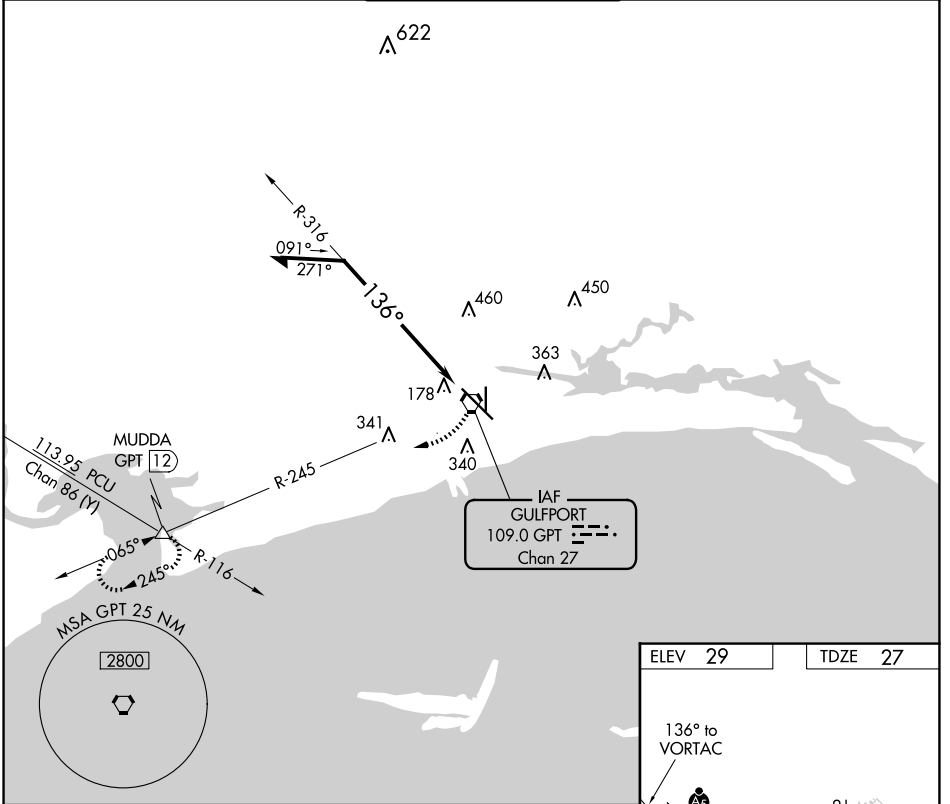 622
R-316
091°
271°
136°
460
450
363
178
341
MUDDA
GPT 12
113.95 PCU
Chan 86 (Y)
R-245
340
IAF
GULFPORT
109.0 GPT
Chan 27
065°
245°
R-116
MSA GPT 25 NM
2800
ELEV 29
TDZE 27
136° to
VORTAC